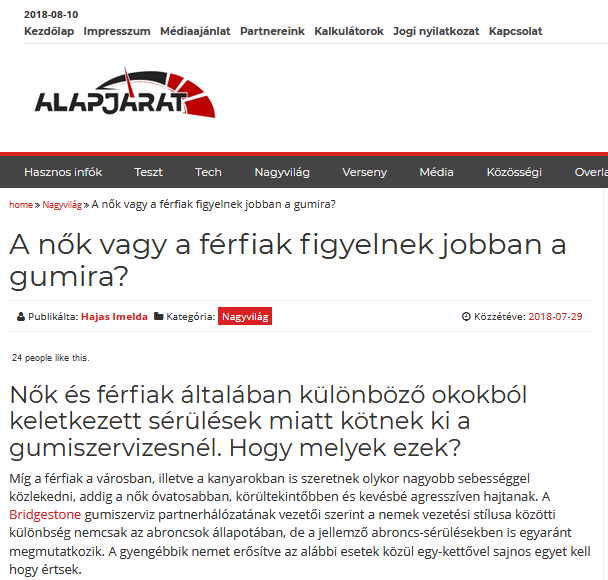 2018-08-10
Kezdőlap Impresszum Médiaajánlat Partnereink Kalkulátorok Jogi nyilatkozat Kapcsolat
ALAPJÁRAT
Hasznos infók Teszt Tech Nagyvilág Verseny Média Közösségi Overla
home » Nagyvilág » A nők vagy a férfiak figyelnek jobban a gumira?
A nők vagy a férfiak figyelnek jobban a
gumira?
Publikálta: Hajas Imelda Kategória: Nagyvilág Közzétéve: 2018-07-29
24 people like this.
Nők és férfiak általában különböző okokból
keletkezett sérülések miatt kötnek ki a
gumiszervizesnél. Hogy melyek ezek?
Míg a férfiak a városban, illetve a kanyarokban is szeretnek olykor nagyobb sebességgel
közlekedni, addig a nők óvatosabban, körültekintőbben és kevésbé agresszíven hajtanak. A
Bridgestone gumiszerviz partnerhálózatának vezetői szerint a nemek vezetési stílusa közötti
különbség nemcsak az abroncsok állapotában, de a jellemző abroncs-sérülésekben is egyaránt
megmutatkozik. A gyengébbik nemet erősítve az alábbi esetek közül egy-kettővel sajnos egyet kell
hogy értsek.